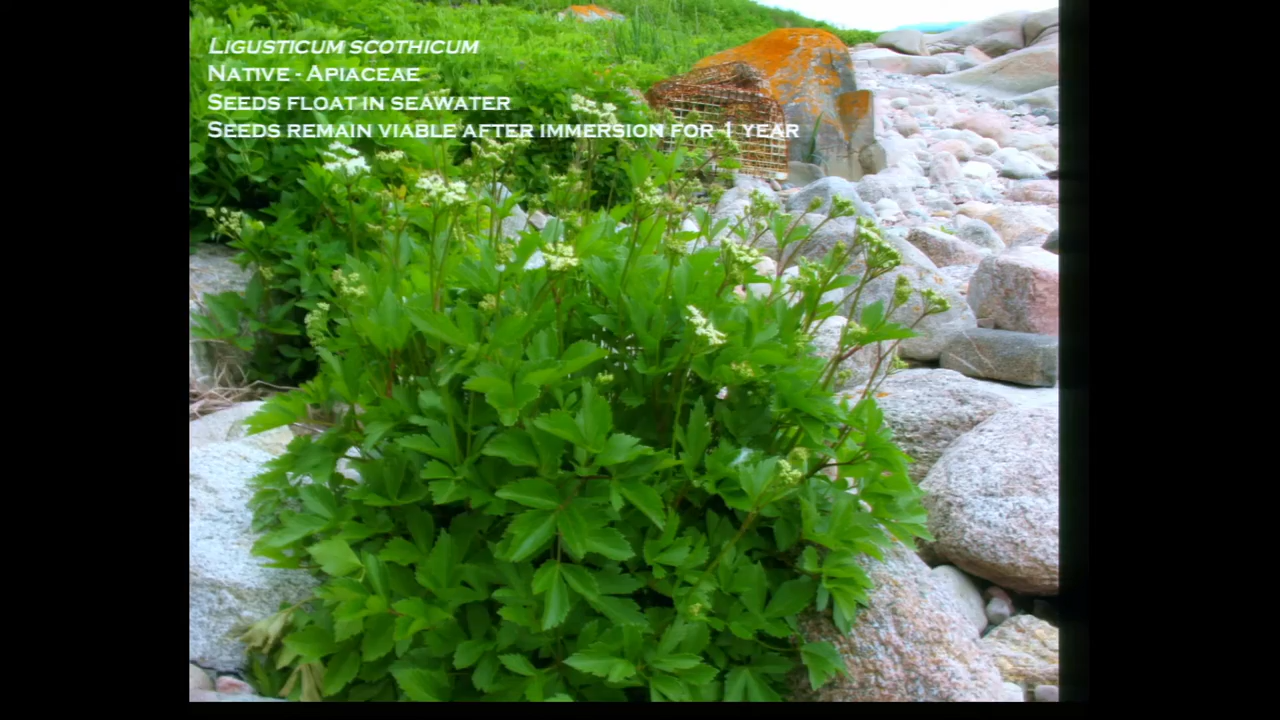 Ligusticum scothicum
Native - Apiaceae
Seeds float in seawater
Seeds remain viable after immersion for 1 year